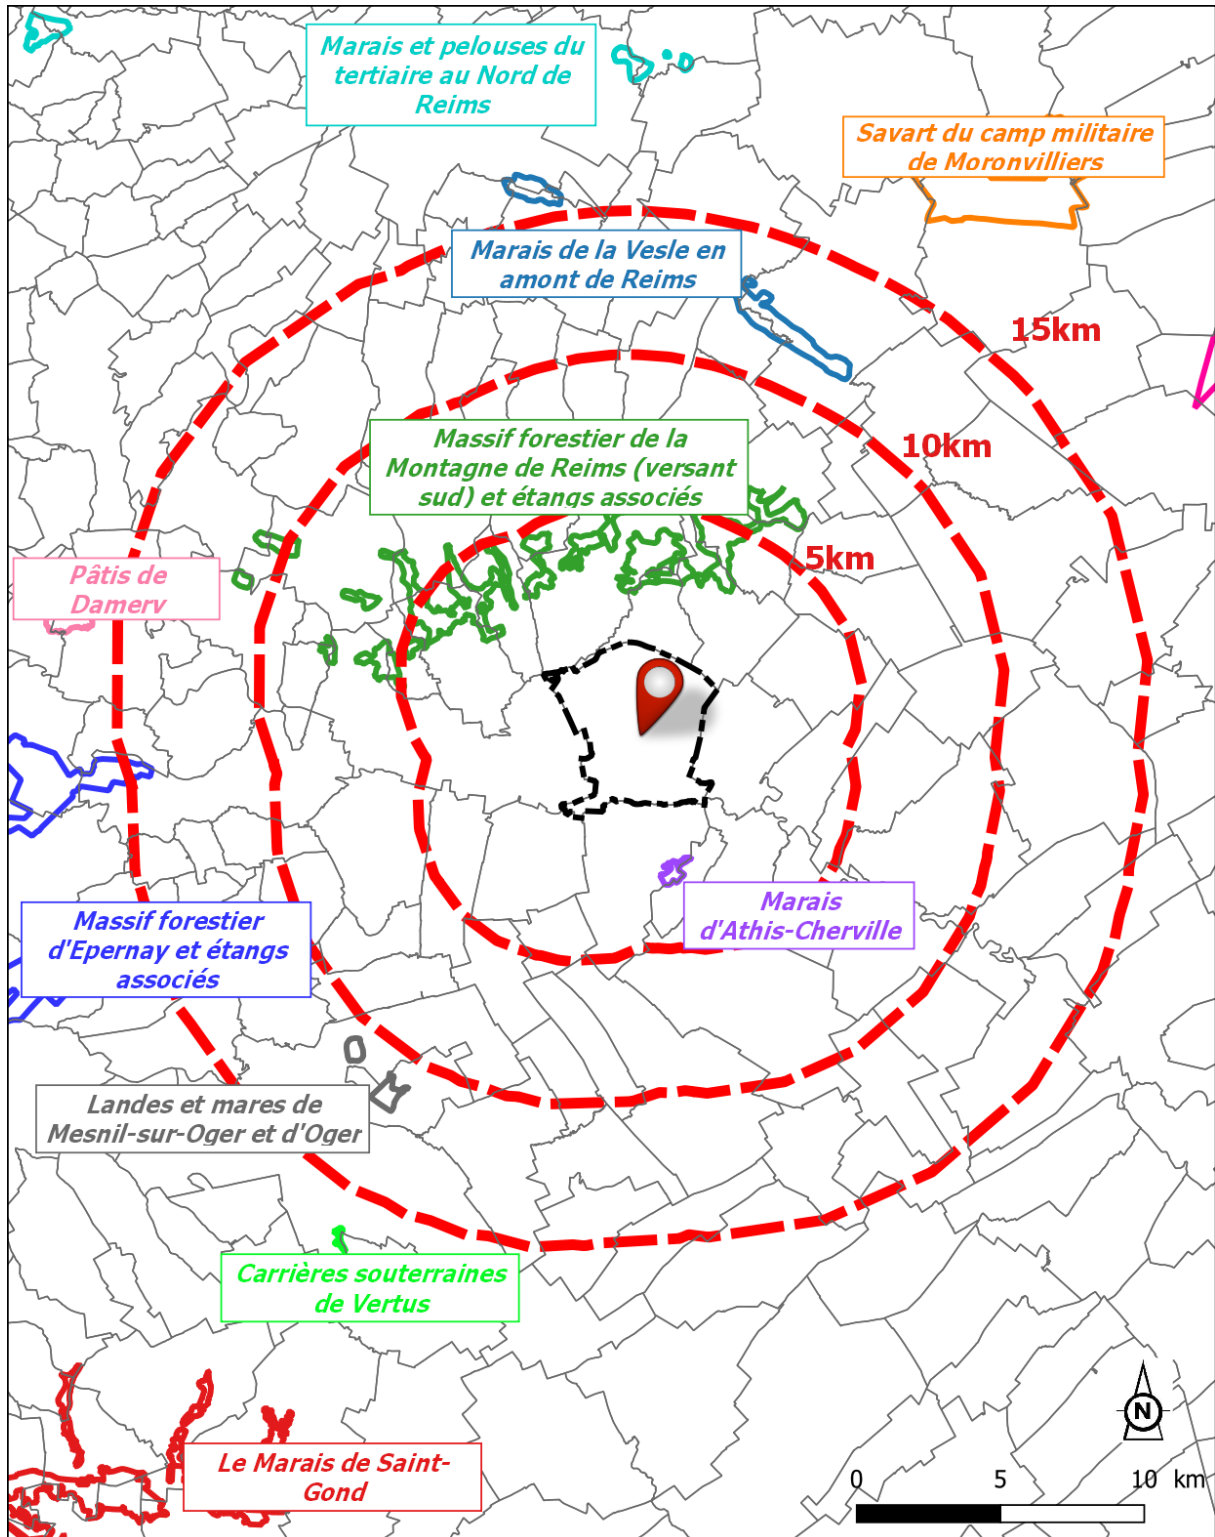 Marais et pelouses du
tertiaire au Nord de
Reims
Savart du camp militaire
de Moronvilliers
Marais de la Vesle en
amont de Reims
15km
10km
Massif forestier de la
Montagne de Reims (versant
sud) et étangs associés
5km
Pâtis de
Damery
Marais
d'Athis-Cherville
Massif forestier
d'Epernay et étangs
associés
Landes et mares de
Mesnil-sur-Oger et d'Oger
Carrières souterraines
de Vertus
Le Marais de Saint-
Gond
N
0 5 10 km